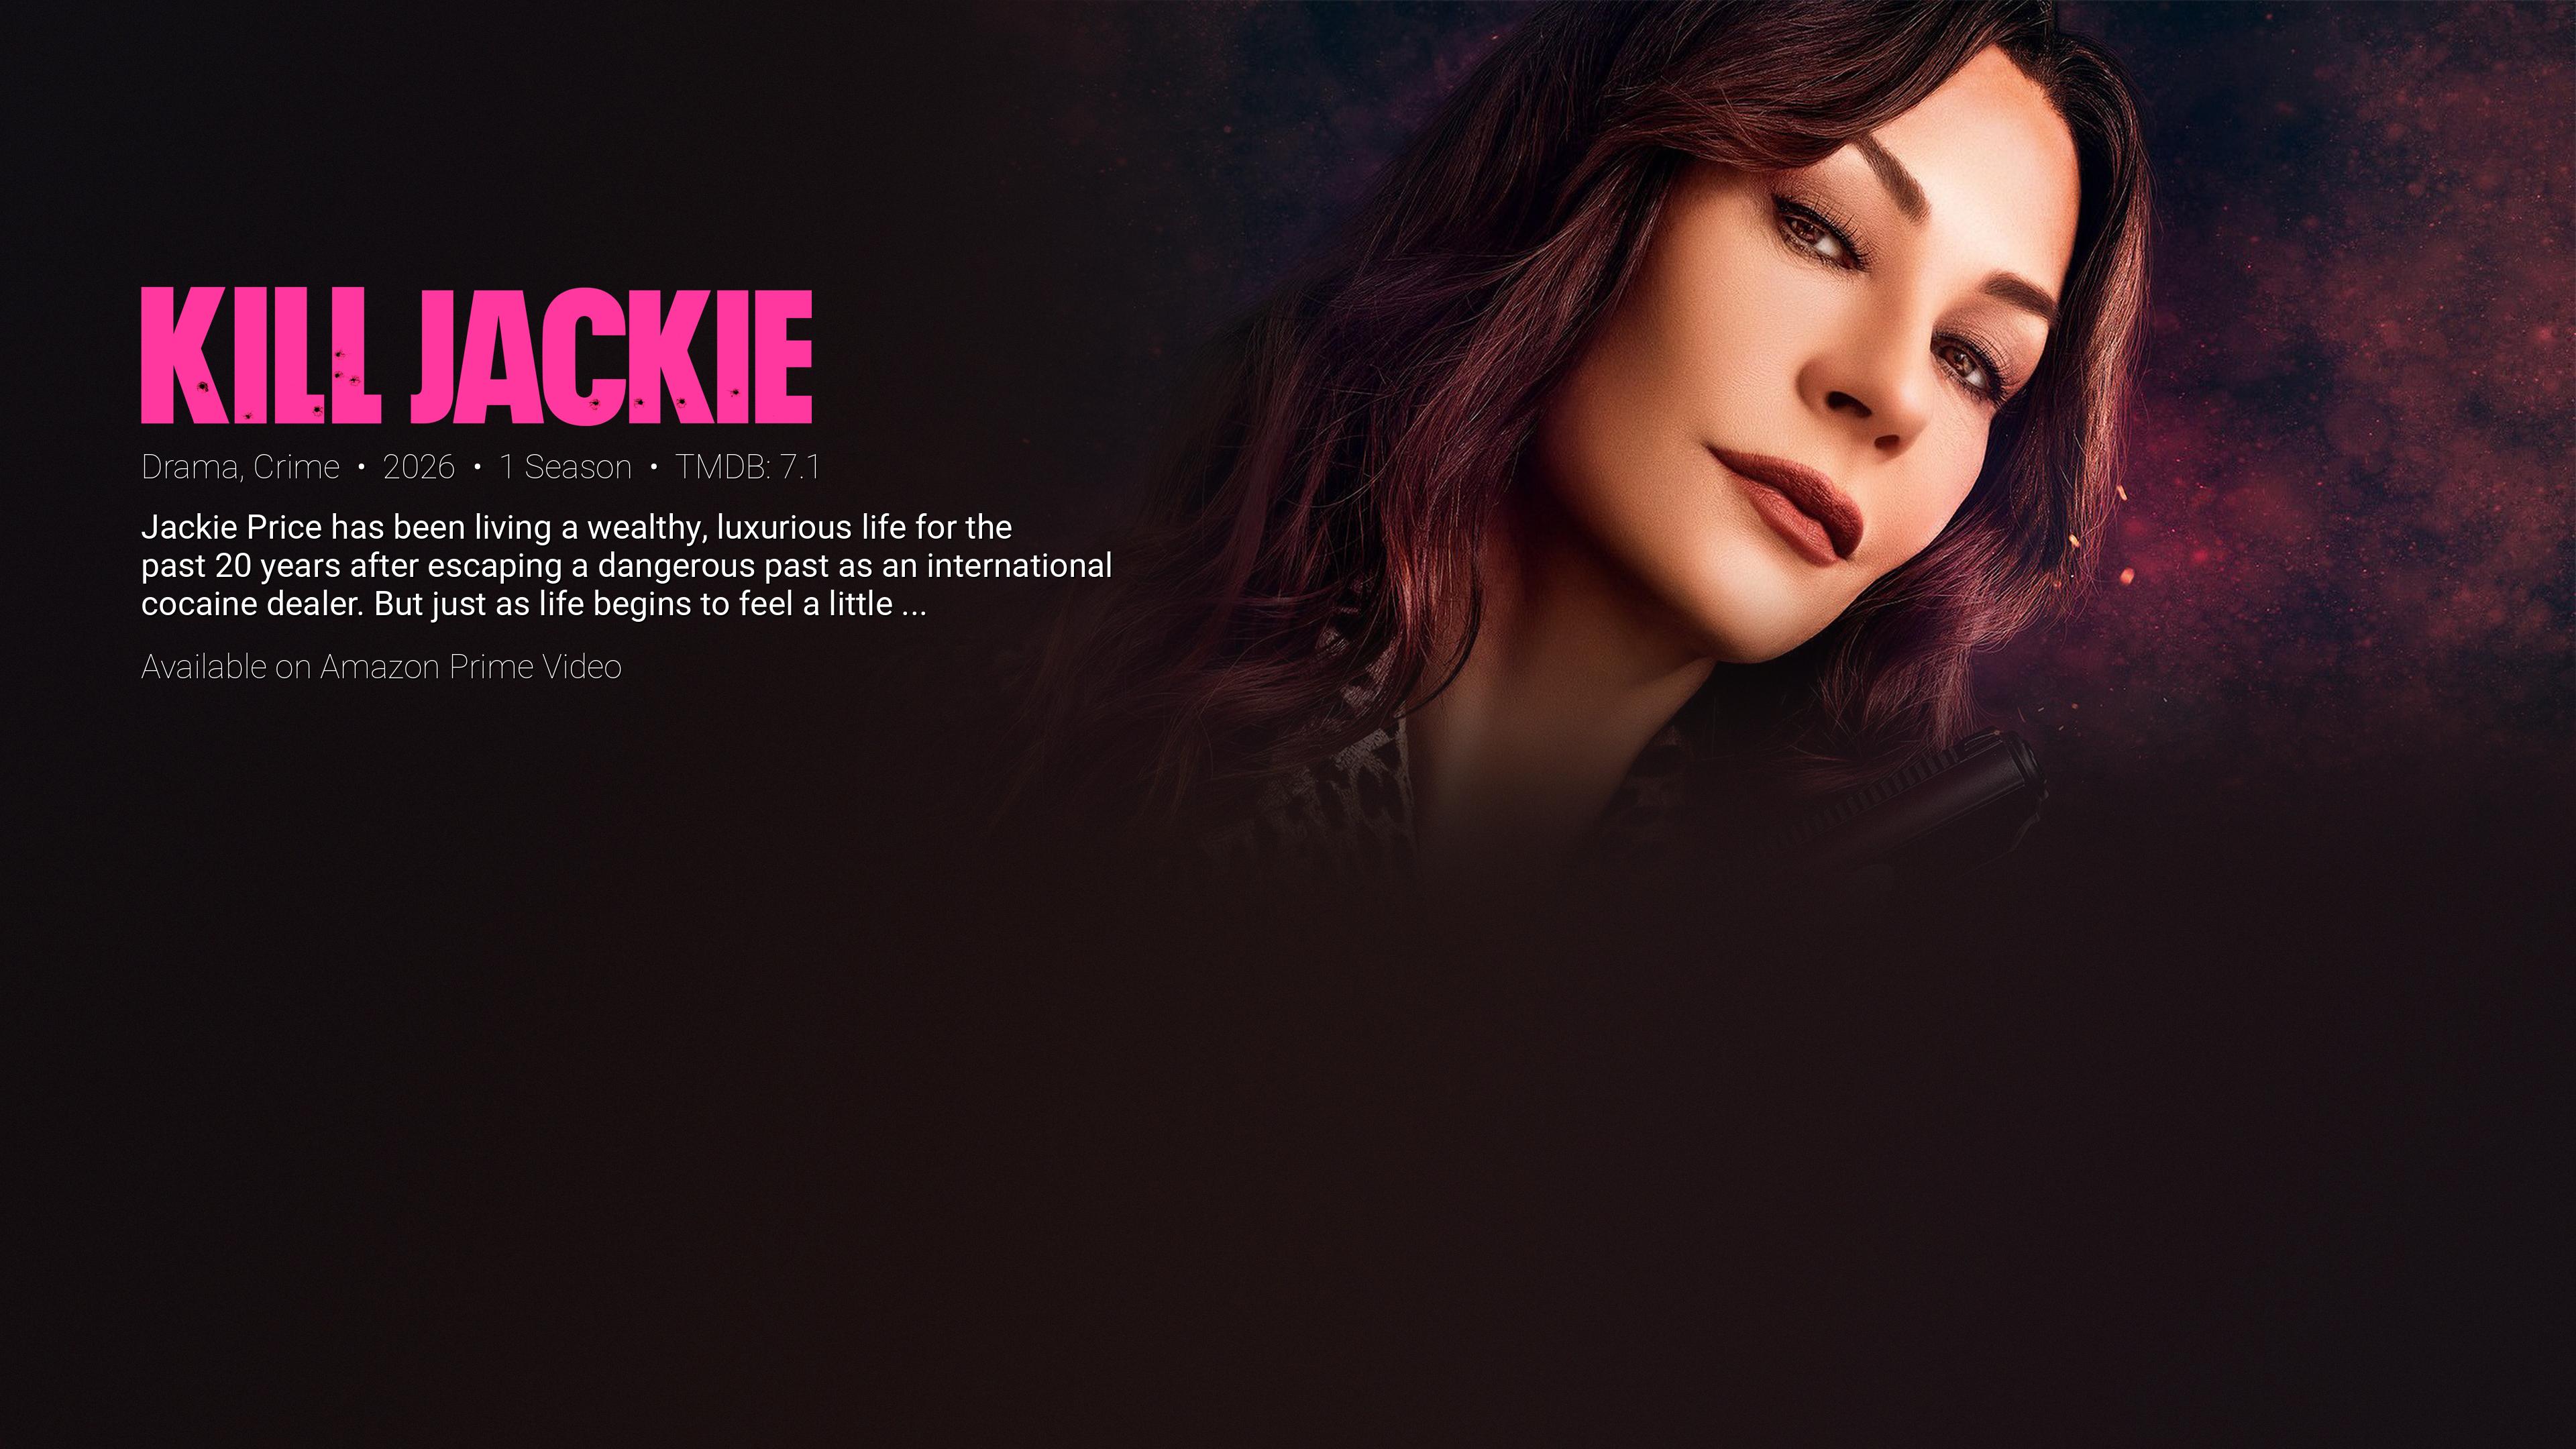 KILL JACKIE
Drama, Crime • 2026 • 1 Season • TMDB: 7.1
Jackie Price has been living a wealthy, luxurious life for the
past 20 years after escaping a dangerous past as an international
cocaine dealer. But just as life begins to feel a little ...
Available on Amazon Prime Video